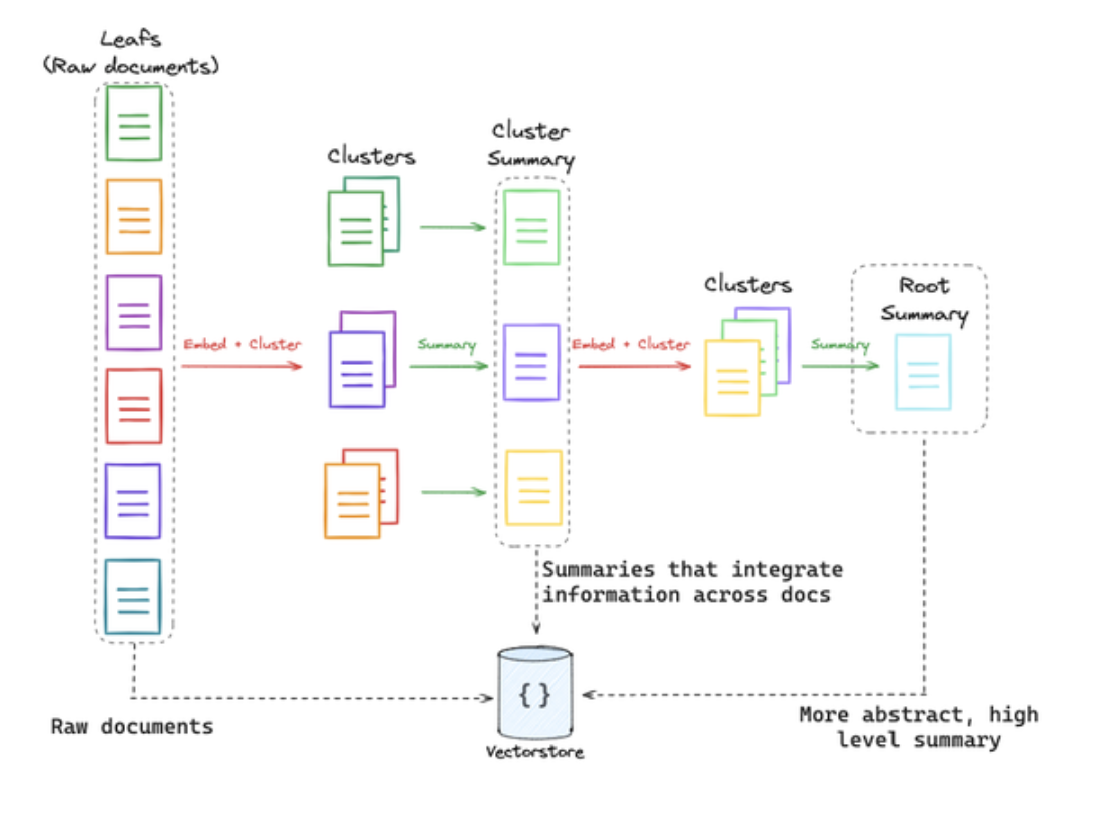 Leafs
(Raw documents)
Clusters
Cluster
Summary
Embed + Cluster
Summary
Embed + Cluster
Clusters
Summary
Root
Summary
Summaries that integrate
information across docs
{}
Vectorstore
Raw documents
More abstract, high
level summary